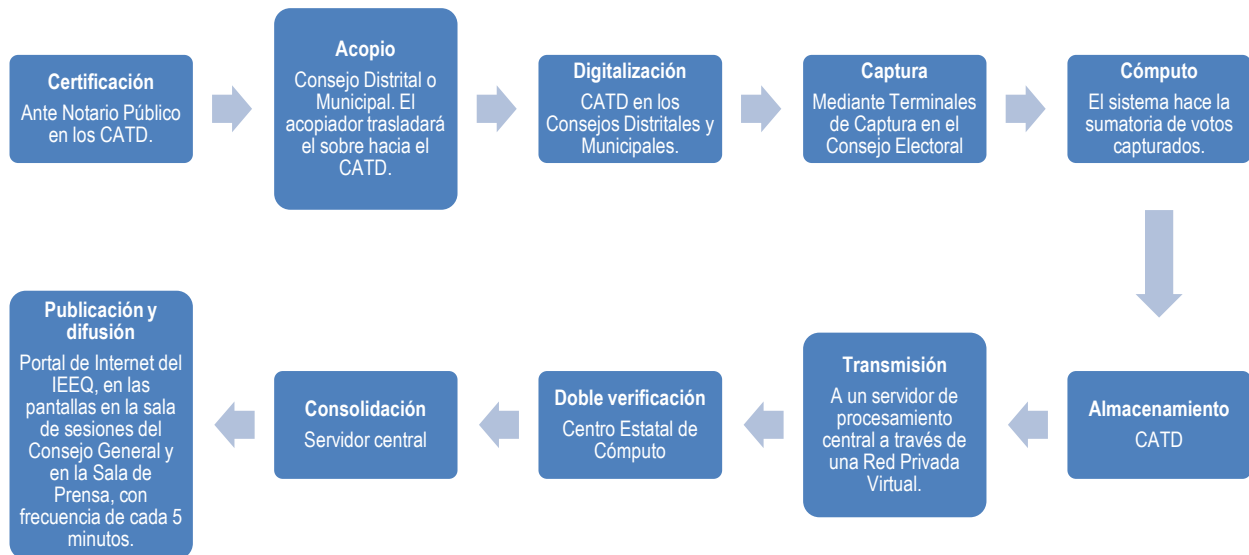 Certificación
Ante Notario Público
en los CATD.
Acopio
Consejo Distrital o
Municipal. El
acopiador trasladará
el sobre hacia el
CATD.
Digitalización
CATD en los
Consejos Distritales y
Municipales.
Captura
Mediante Terminales
de Captura en el
Consejo Electoral
Cómputo
El sistema hace la
sumatoria de votos
capturados.
Almacenamiento
CATD
Transmisión
A un servidor de
procesamiento
central a través de
una Red Privada
Virtual.
Doble verificación
Centro Estatal de
Cómputo
Consolidación
Servidor central
Publicación y
difusión
Portal de Internet del
IEEQ, en las
pantallas en la sala
de sesiones del
Consejo General y
en la Sala de
Prensa, con
frecuencia de cada 5
minutos.